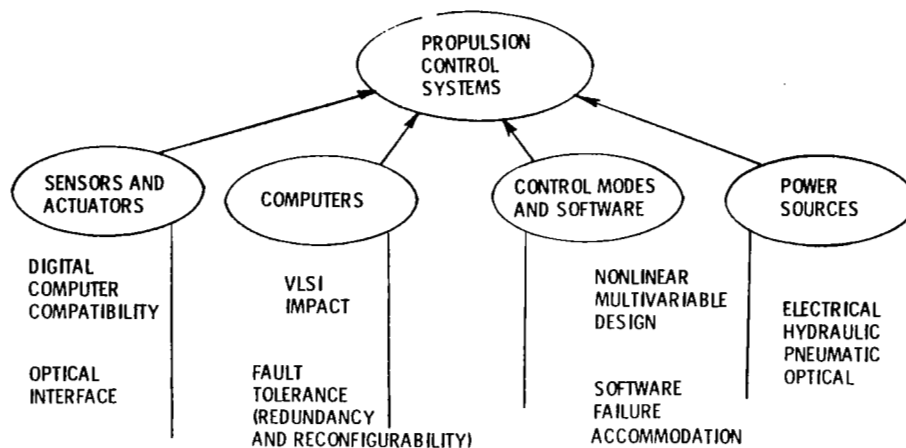 PROPULSION
CONTROL
SYSTEMS
SENSORS AND
ACTUATORS
COMPUTERS
CONTROL MODES
AND SOFTWARE
POWER
SOURCES
DIGITAL
COMPUTER
COMPATIBILITY
OPTICAL
INTERFACE
VLSI
IMPACT
FAULT
TOLERANCE
(REDUNDANCY
AND RECONFIGURABILITY)
NONLINEAR
MULTIVARIABLE
DESIGN
SOFTWARE
FAILURE
ACCOMMODATION
ELECTRICAL
HYDRAULIC
PNEUMATIC
OPTICAL